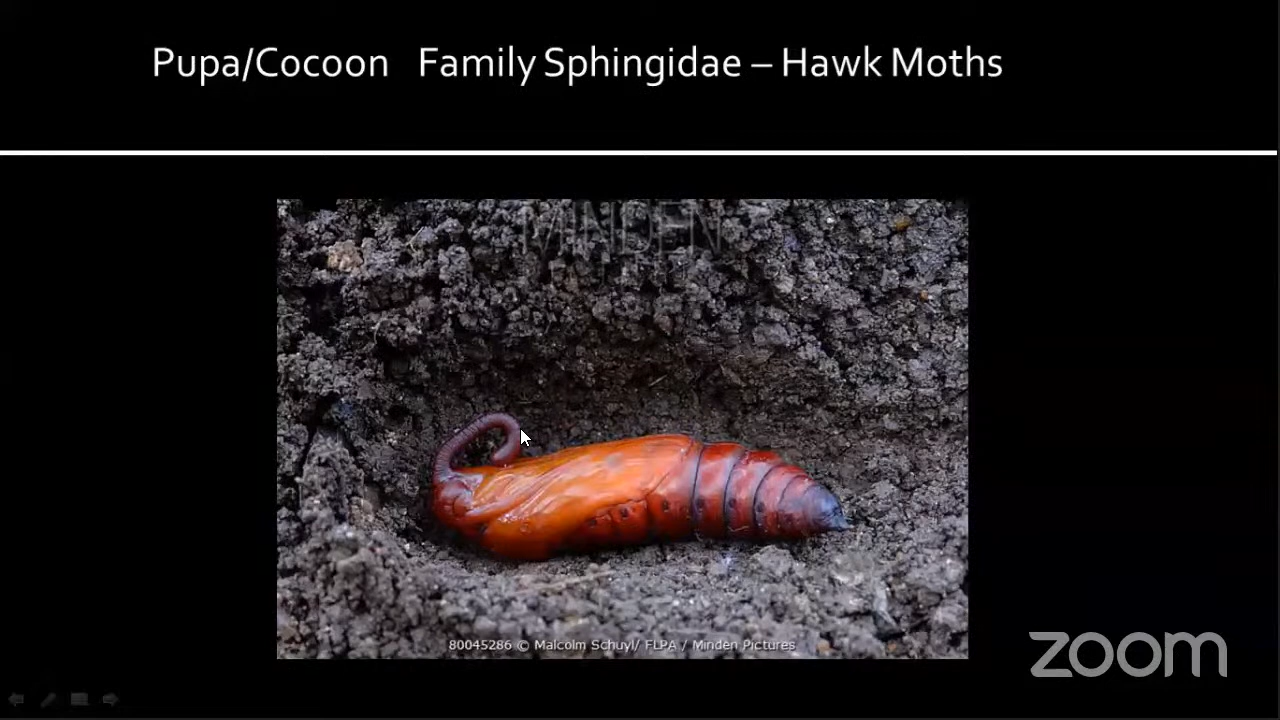 Pupa/Cocoon Family Sphingidae – Hawk Moths
MINDEN
80045286 © Malcolm Schuyl/ FLPA / Minden Pictures
zoom